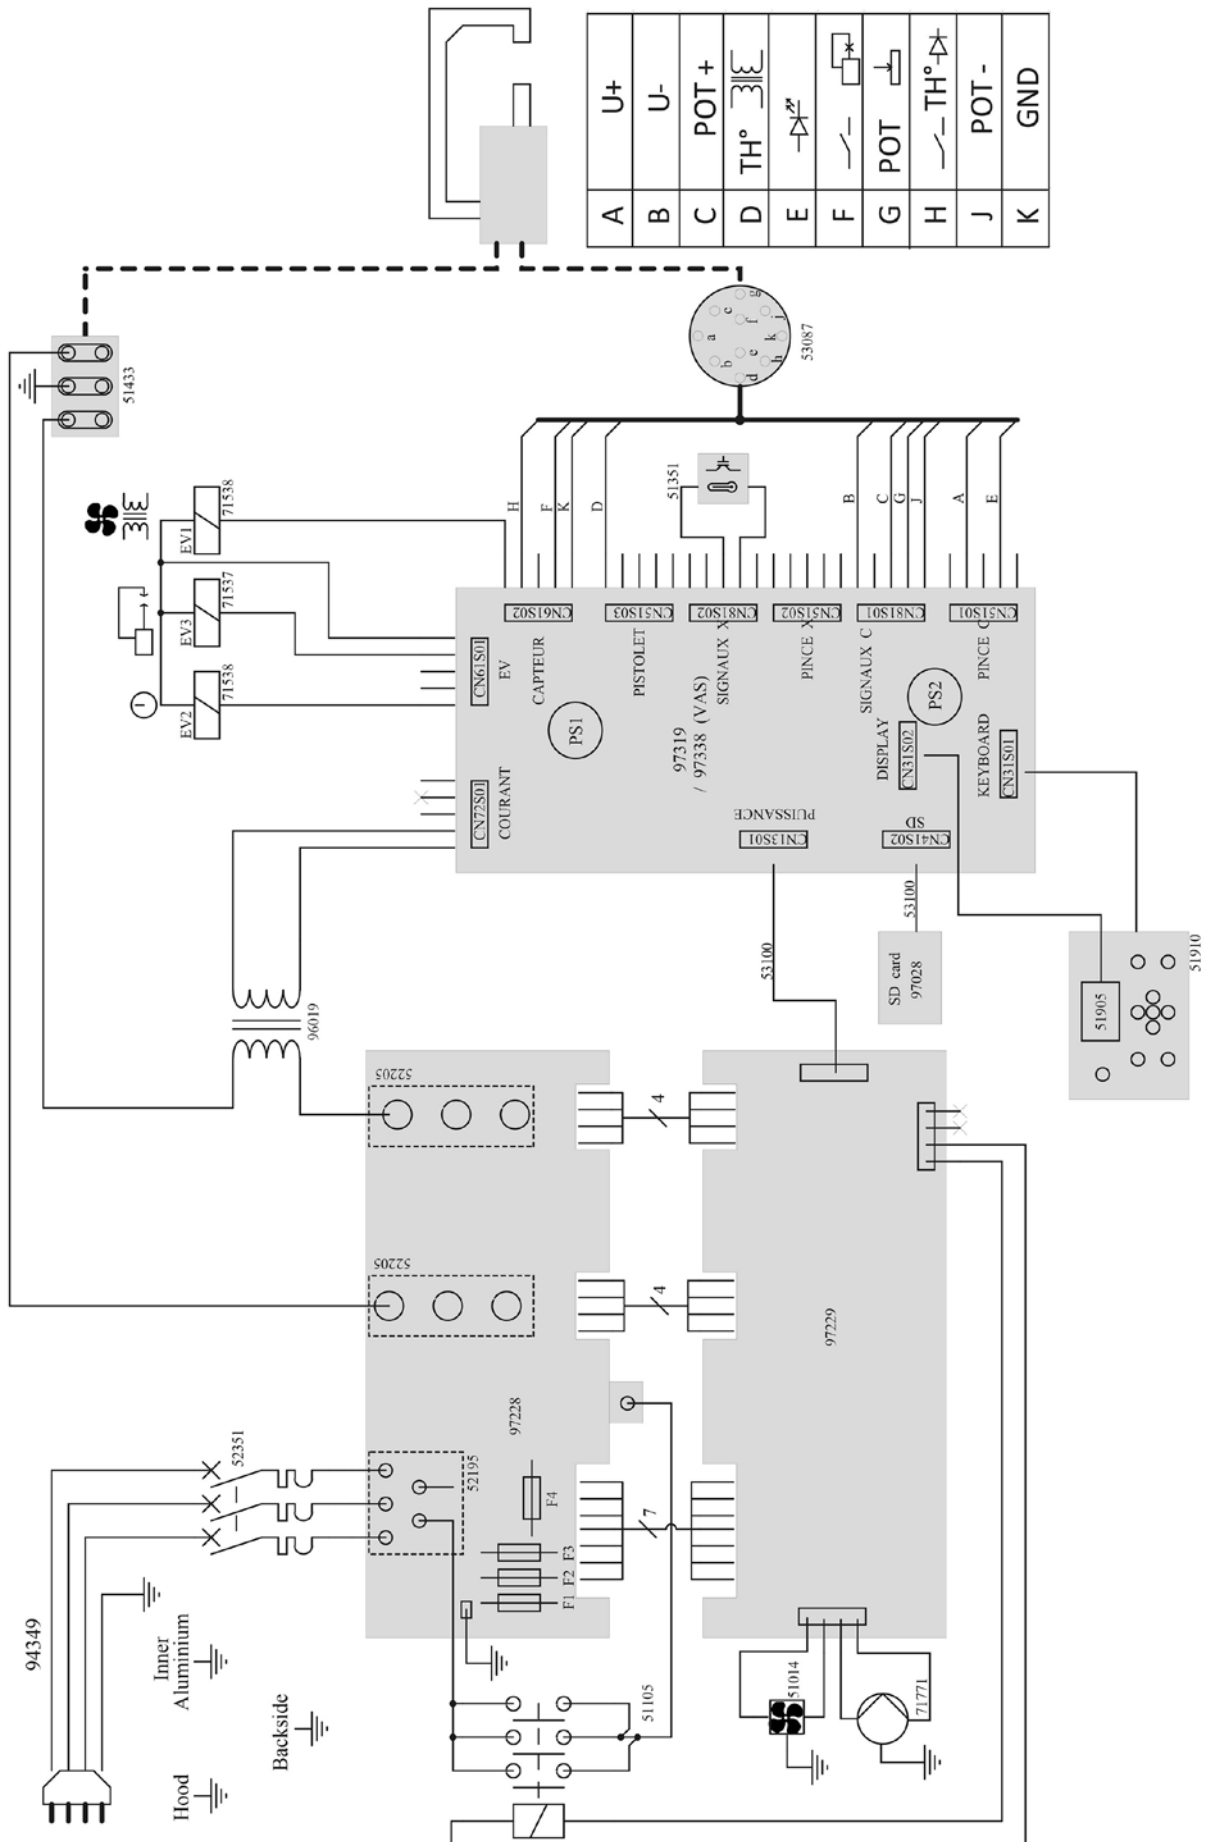 A U+
B U-
C POT +
D TH°
E
F
G POT
H TH°
J POT -
K GND
51433
53087
a
b
c
d
e
f
g
h
j
k
EV1
71538
EV3
71537
EV2
71538
51351
H
F
K
D
B
C
G
J
A
E
CN61S01
EV
CN61S02
CAPTEUR
CN51S03
PISTOLET
CN81S02
SIGNAUX X
CN51S02
PINCE X
CN81S01
SIGNAUX C
CN51S01
PINCE C
CN72S01
COURANT
PS1
97319
/ 97338 (VAS)
PS2
DISPLAY
CN31S02
KEYBOARD
CN31S01
PUISSANCE
CN13S01
SD
CN41S02
53100
53100
SD card
97028
51905
51910
96019
52205
52205
4
4
7
97228
97229
52351
52195
F4
F3
F2
F1
94349
Inner
Aluminium
Backside
Hood
51105
51014
71771